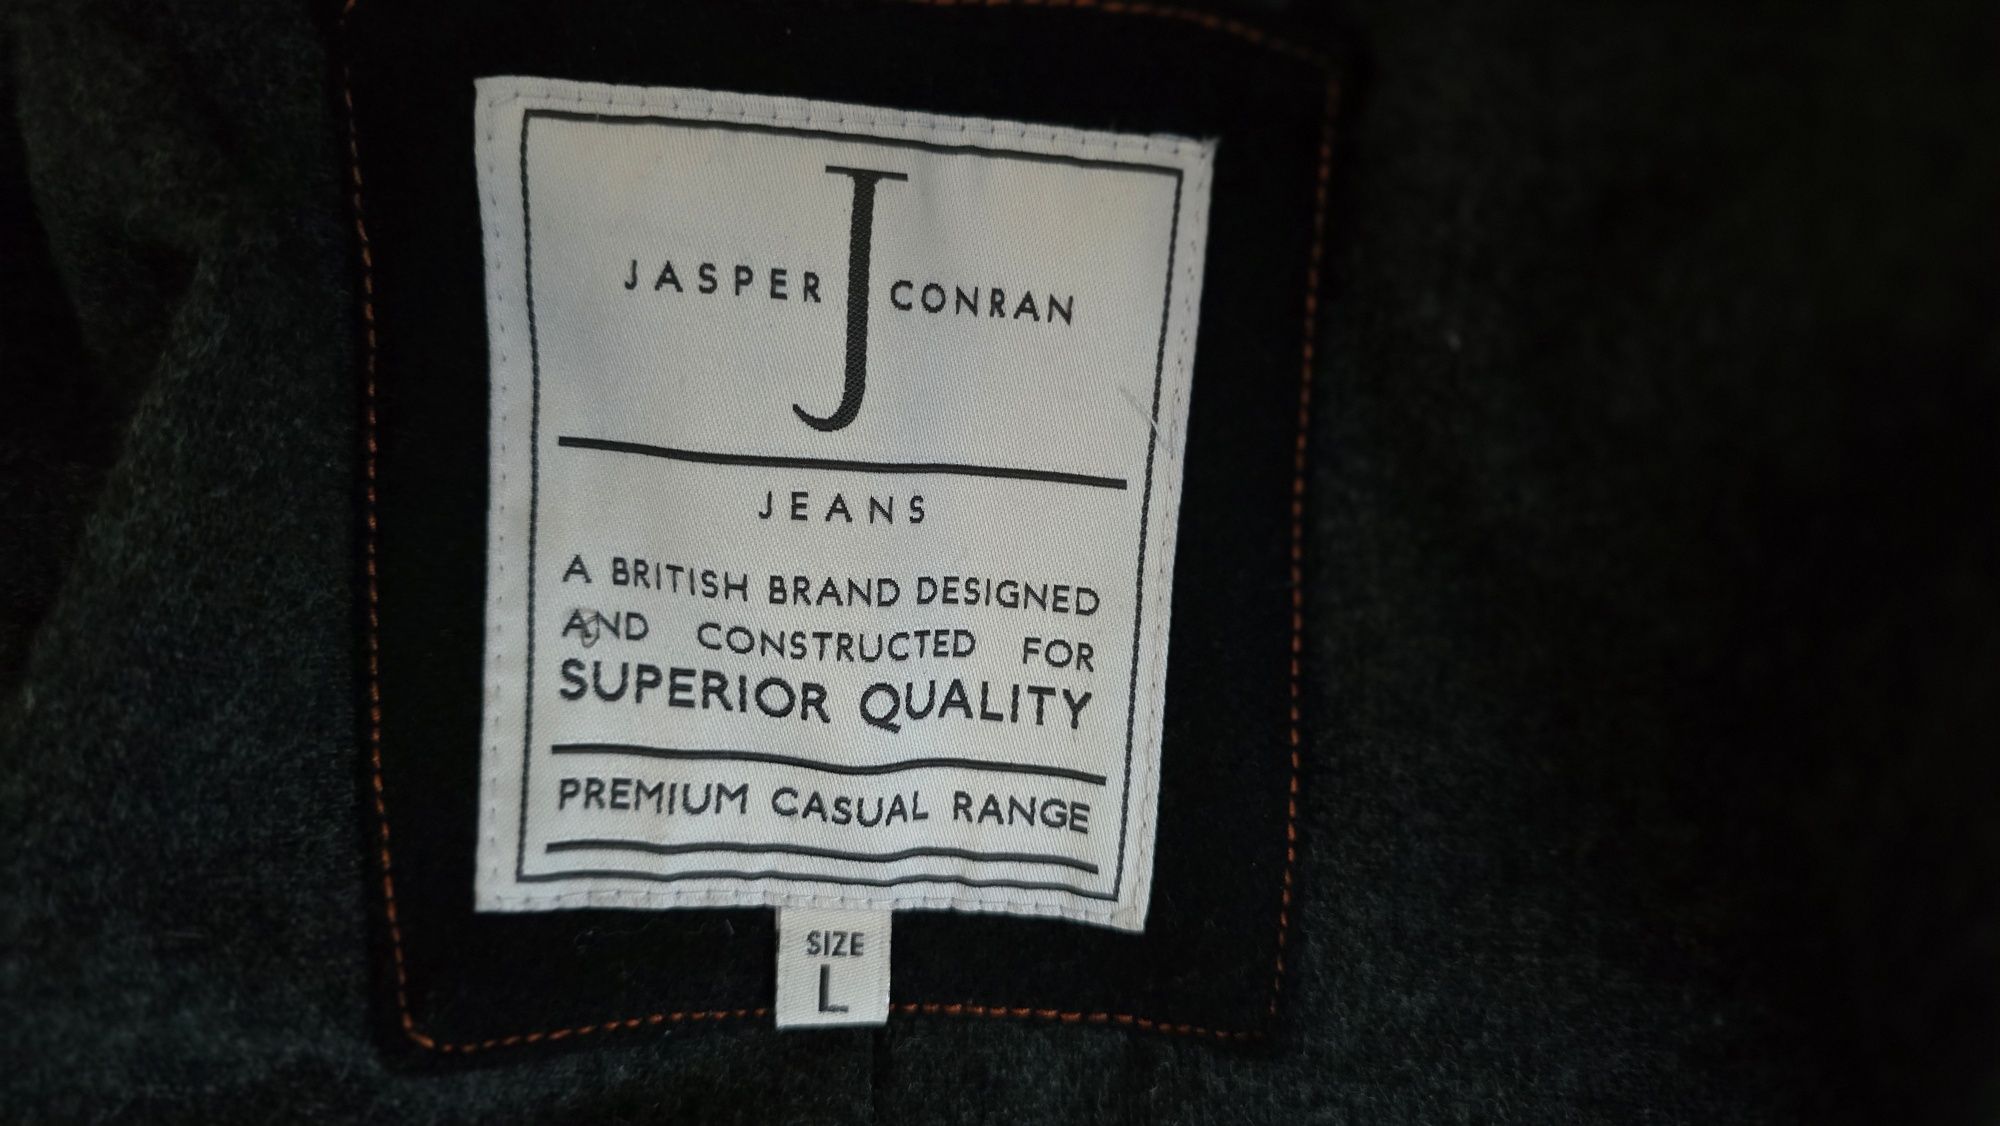 J
JASPER CONRAN
JEANS
A BRITISH BRAND DESIGNED
AND CONSTRUCTED FOR
SUPERIOR QUALITY
PREMIUM CASUAL RANGE
SIZE
L